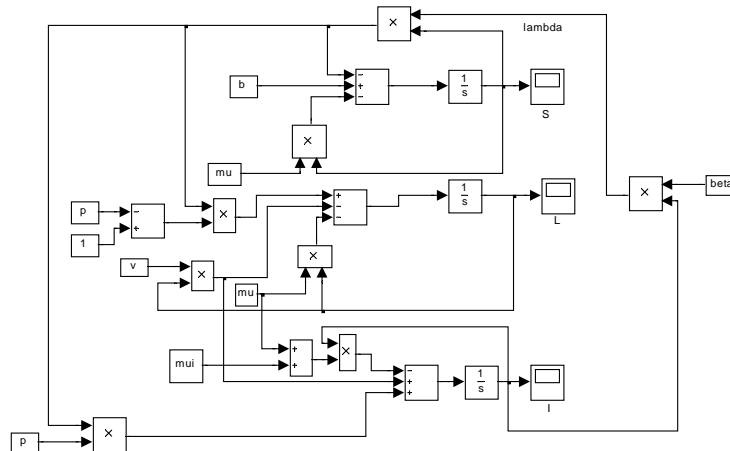 ×
lambda
−
+
−
b
1
s
S
×
mu
×
beta
p
1
−
+
×
+
−
−
1
s
L
v
×
×
mu
mui
+
+
×
−
+
+
1
s
I
p
×